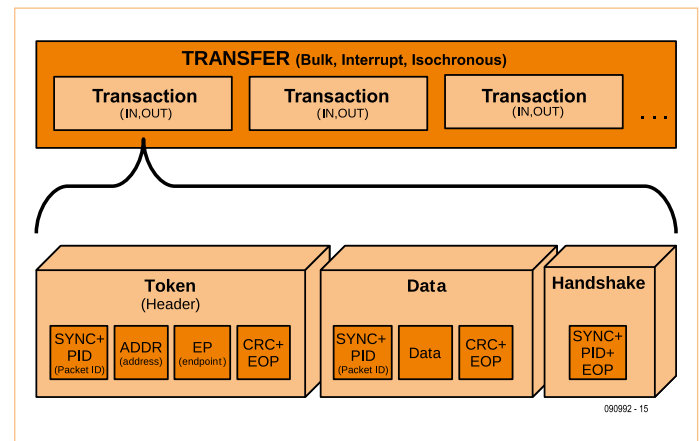 TRANSFER (Bulk, Interrupt, Isochronous)
Transaction
(IN,OUT)
Transaction
(IN,OUT)
Transaction
(IN,OUT)
...
Token
(Header)
SYNC+
PID
(Packet ID)
ADDR
(address)
EP
(endpoint)
CRC+
EOP
Data
SYNC+
PID
(Packet ID)
Data
CRC+
EOP
Handshake
SYNC+
PID+
EOP
090992 - 15